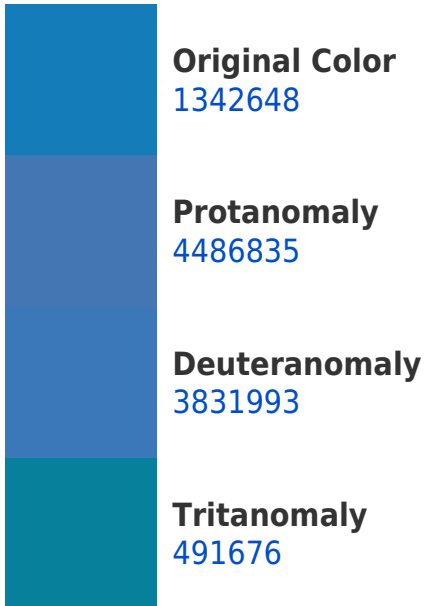 Original Color
1342648
Protanomaly
4486835
Deuteranomaly
3831993
Tritanomaly
491676